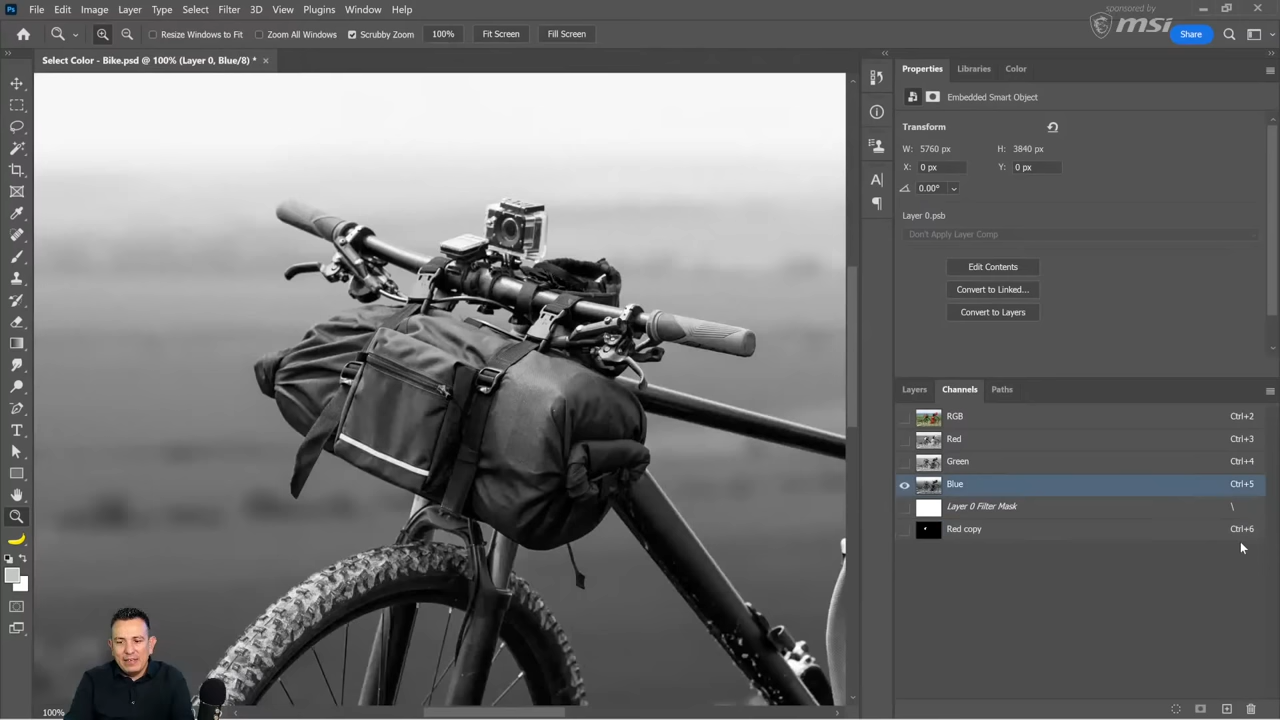 Ps File Edit Image Layer Type Select Filter 3D View Plugins Window Help
sponsored by
msi
Resize Windows to Fit Zoom All Windows Scrubby Zoom 100% Fit Screen Fill Screen Share
Select Color - Bike.psd @ 100% (Layer 0, Blue/8) * ×
Properties Libraries Color
Embedded Smart Object
Transform
W: 5760 px H: 3840 px
X: 0 px Y: 0 px
0.00°
Layer 0.psb
Don't Apply Layer Comp
Edit Contents
Convert to Linked...
Convert to Layers
Layers Channels Paths
RGB Ctrl+2
Red Ctrl+3
Green Ctrl+4
Blue Ctrl+5
Layer 0 Filter Mask \
Red copy Ctrl+6
100%